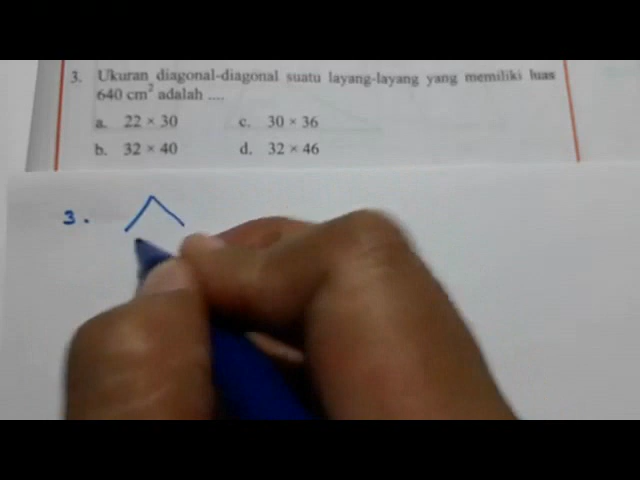 3. Ukuran diagonal-diagonal suatu layang-layang yang memiliki luas
640 cm² adalah ....
a. 22 × 30 c. 30 × 36
b. 32 × 40 d. 32 × 46
3.